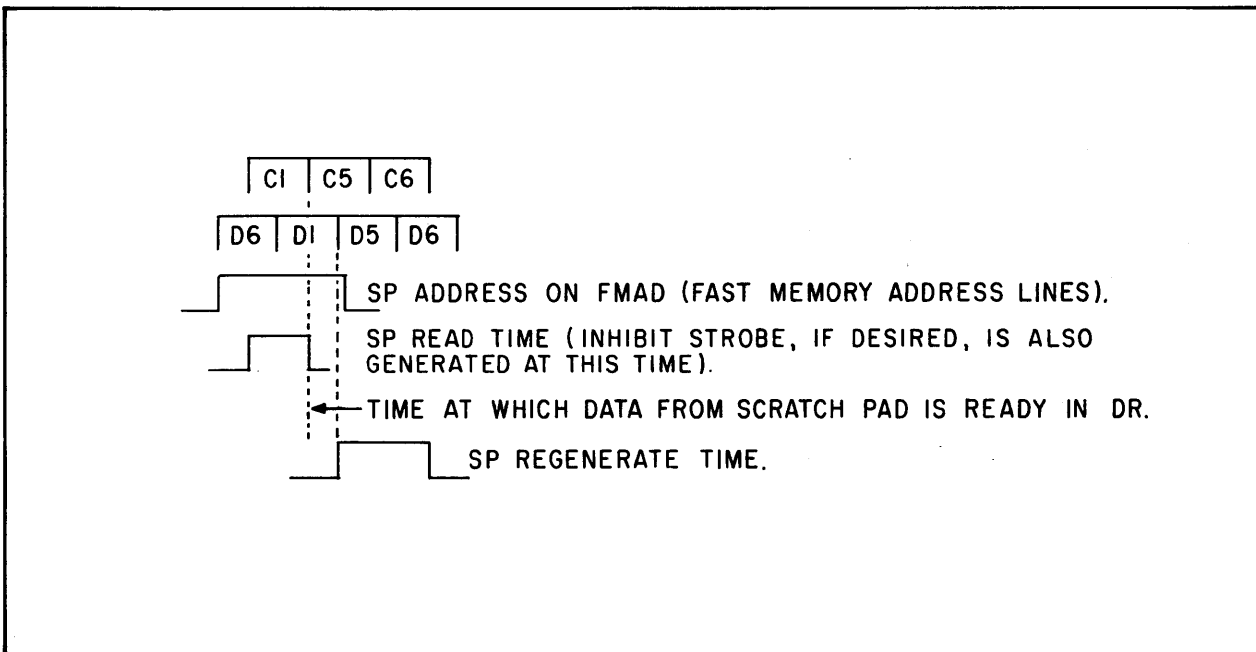 C1 C5 C6
D6 D1 D5 D6
SP ADDRESS ON FMAD (FAST MEMORY ADDRESS LINES).
SP READ TIME (INHIBIT STROBE, IF DESIRED, IS ALSO
GENERATED AT THIS TIME).
TIME AT WHICH DATA FROM SCRATCH PAD IS READY IN DR.
SP REGENERATE TIME.